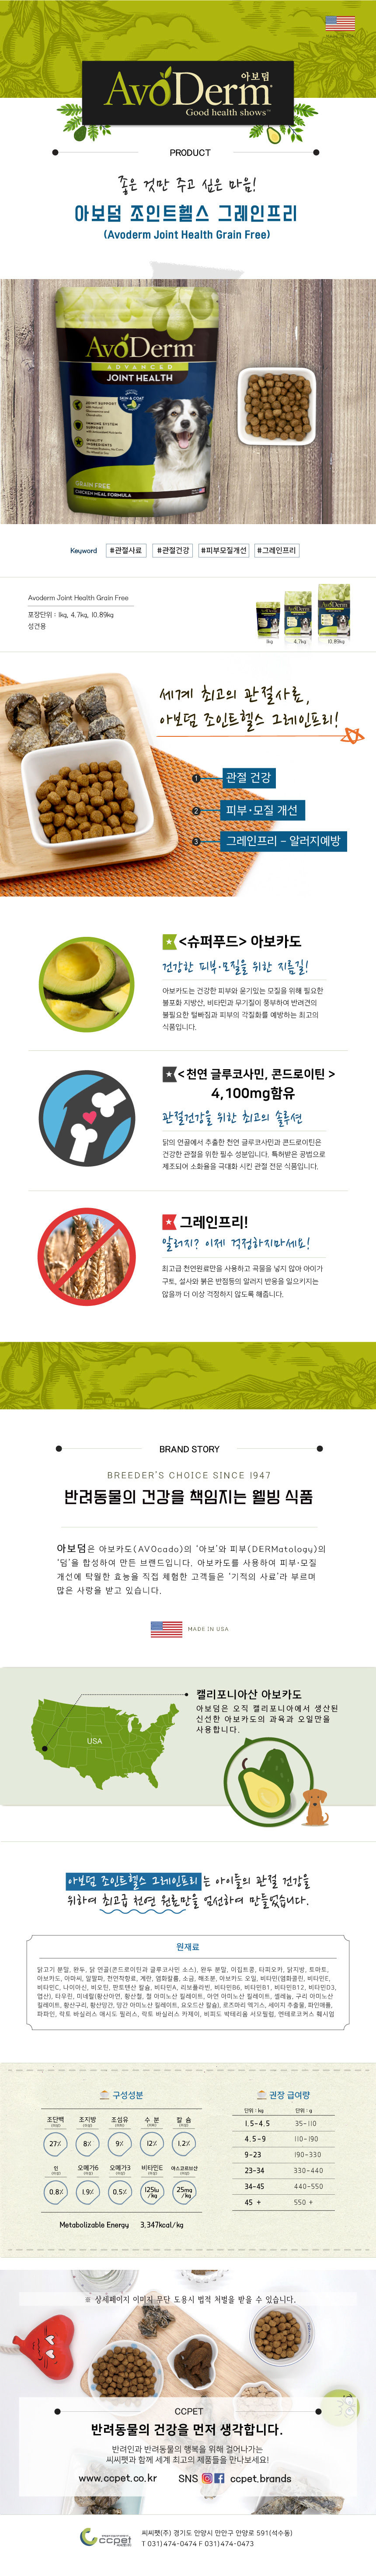 아보덤
AvoDerm
Good health shows™
PRODUCT
좋은 것만 주고 싶은 마음!
아보덤 조인트헬스 그레인프리
(Avoderm Joint Health Grain Free)
AvoDerm
ADVANCED
JOINT HEALTH
JOINT SUPPORT
SKIN & COAT
IMMUNE SYSTEM SUPPORT
QUALITY INGREDIENTS
GRAIN FREE
CHICKEN MEAL FORMULA
Keyword #관절사료 #관절건강 #피부모질개선 #그레인프리
Avoderm Joint Health Grain Free
포장단위 : 1kg, 4.7kg, 10.89kg
성견용
1kg 4.7kg 10.89kg
세계 최고의 관절사료,
아보덤 조인트헬스 그레인프리!
1 관절 건강
2 피부·모질 개선
3 그레인프리 - 알러지예방
<슈퍼푸드> 아보카도
건강한 피부·모질을 위한 지름길!
아보카도는 건강한 피부와 윤기있는 모질을 위해 필요한
불포화 지방산, 비타민과 무기질이 풍부하여 반려견의
불필요한 털빠짐과 피부의 각질화를 예방하는 최고의
식품입니다.
<천연 글루코사민, 콘드로이틴 >
4,100mg함유
관절건강을 위한 최고의 솔루션
닭의 연골에서 추출한 천연 글루코사민과 콘드로이틴은
건강한 관절을 위한 필수 성분입니다. 특허받은 공법으로
제조되어 소화율을 극대화 시킨 관절 전문 식품입니다.
그레인프리!
알러지? 이제 걱정하지마세요!
최고급 천연원료만을 사용하고 곡물을 넣지 않아 아이가
구토, 설사와 붉은 반점등의 알러지 반응을 일으키지는
않을까 더 이상 걱정하지 않도록 해줍니다.
BRAND STORY
BREEDER'S CHOICE SINCE 1947
반려동물의 건강을 책임지는 웰빙 식품
아보덤은 아보카도(AVOcado)의 '아보'와 피부(DERMatology)의
'덤'을 합성하여 만든 브랜드입니다. 아보카도를 사용하여 피부·모질
개선에 탁월한 효능을 직접 체험한 고객들은 '기적의 사료'라 부르며
많은 사랑을 받고 있습니다.
MADE IN USA
캘리포니아산 아보카도
아보덤은 오직 캘리포니아에서 생산된
신선한 아보카도의 과육과 오일만을
사용합니다.
USA
아보덤 조인트헬스 그레인프리는 아이들의 관절 건강을
위하여 최고급 천연 원료만을 엄선하여 만들었습니다.
원재료
닭고기 분말, 완두, 닭 연골(콘드로이틴과 글루코사민 소스), 완두 분말, 이집트콩, 타피오카, 닭지방, 토마토,
아보카도, 아마씨, 알팔파, 천연착향료, 계란, 염화칼륨, 소금, 해조분, 아보카도 오일, 비타민(염화콜린, 비타민E,
비타민C, 나이아신, 비오틴, 판토텐산 칼슘, 비타민A, 리보플라빈, 비타민B6, 비타민B1, 비타민B12, 비타민D3,
엽산), 타우린, 미네랄(황산아연, 황산철, 철 아미노산 킬레이트, 아연 아미노산 킬레이트, 셀레늄, 구리 아미노산
킬레이트, 황산구리, 황산망간, 망간 아미노산 킬레이트, 요오드산 칼슘), 로즈마리 엑기스, 세이지 추출물, 파인애플,
파파인, 락토 바실러스 애시도 필러스, 락토 바실러스 카제이, 비피도 박테리움 서모필럼, 엔테로코커스 훼시엄
구성성분
조단백 조지방 조섬유 수 분 칼 슘
27% 8% 9% 12% 1.2%
인 오메가6 오메가3 비타민E 아스코르브산
0.8% 1.9% 0.5% 125Iu/kg 25mg/kg
Metabolizable Energy 3,347kcal/kg
권장 급여량
단위 : kg 단위 : g
1.5-4.5 35-110
4.5-9 110-190
9-23 190-330
23-34 330-440
34-45 440-550
45 + 550 +
※ 상세페이지 이미지 무단 도용시 법적 처벌을 받을 수 있습니다.
CCPET
반려동물의 건강을 먼저 생각합니다.
반려인과 반려동물의 행복을 위해 걸어나가는
씨씨펫과 함께 세계 최고의 제품들을 만나보세요!
www.ccpet.co.kr SNS ccpet.brands
ccpet
씨씨펫(주) 경기도 안양시 만안구 안양로 591(석수동)
T 031)474-0474 F 031)474-0473